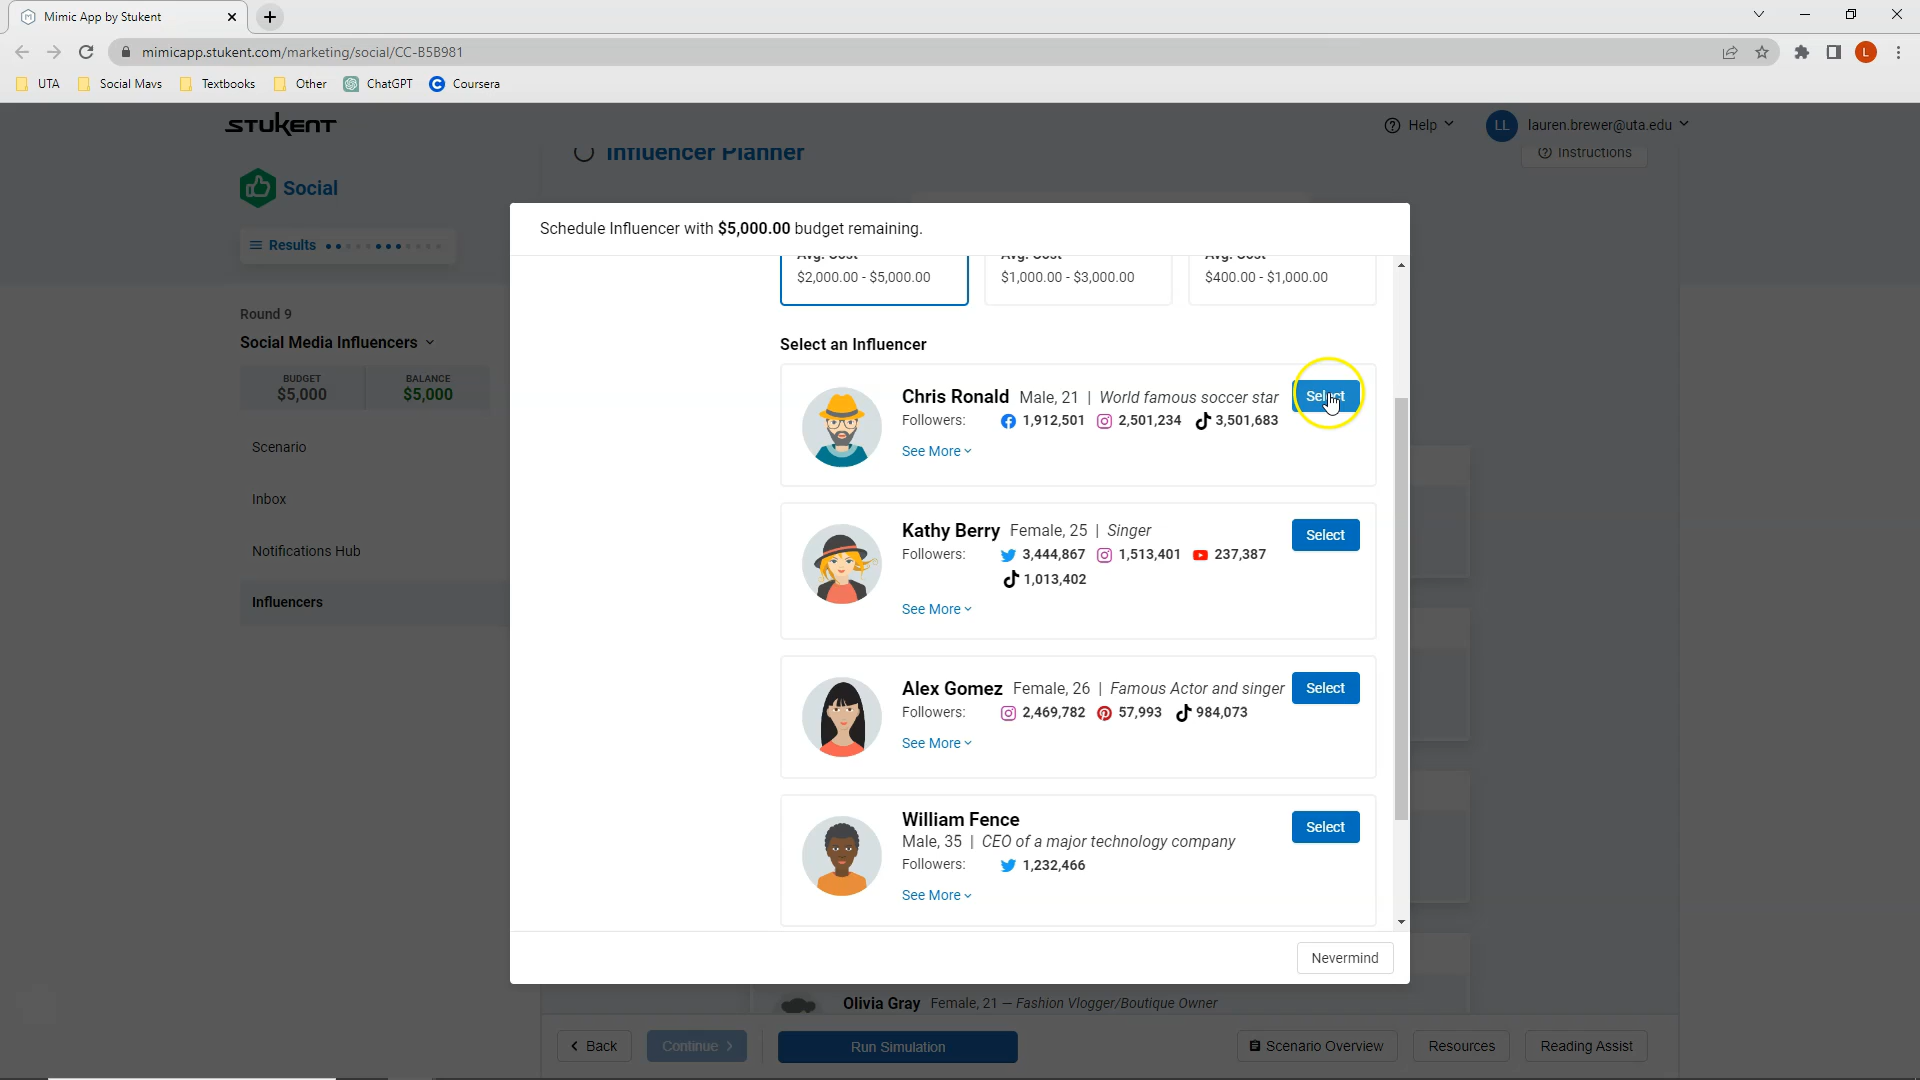 Mimic App by Stukent
mimicapp.stukent.com/marketing/social/CC-B5B981
L
UTA
Social Mavs
Textbooks
Other
ChatGPT
Coursera
STUKENT
Help
LL
lauren.brewer@uta.edu
Influencer Planner
Instructions
Social
Results
Schedule Influencer with $5,000.00 budget remaining.
Avg. Cost
Avg. Cost
Avg. Cost
$2,000.00 - $5,000.00
$1,000.00 - $3,000.00
$400.00 - $1,000.00
Round 9
Social Media Influencers
BUDGET
$5,000
BALANCE
$5,000
Scenario
Inbox
Notifications Hub
Influencers
Select an Influencer
Chris Ronald Male, 21 | World famous soccer star
Select
Followers: 1,912,501 2,501,234 3,501,683
See More
Kathy Berry Female, 25 | Singer
Select
Followers: 3,444,867 1,513,401 237,387
1,013,402
See More
Alex Gomez Female, 26 | Famous Actor and singer
Select
Followers: 2,469,782 57,993 984,073
See More
William Fence
Select
Male, 35 | CEO of a major technology company
Followers: 1,232,466
See More
Nevermind
Olivia Gray Female, 21 — Fashion Vlogger/Boutique Owner
Back
Continue
Run Simulation
Scenario Overview
Resources
Reading Assist